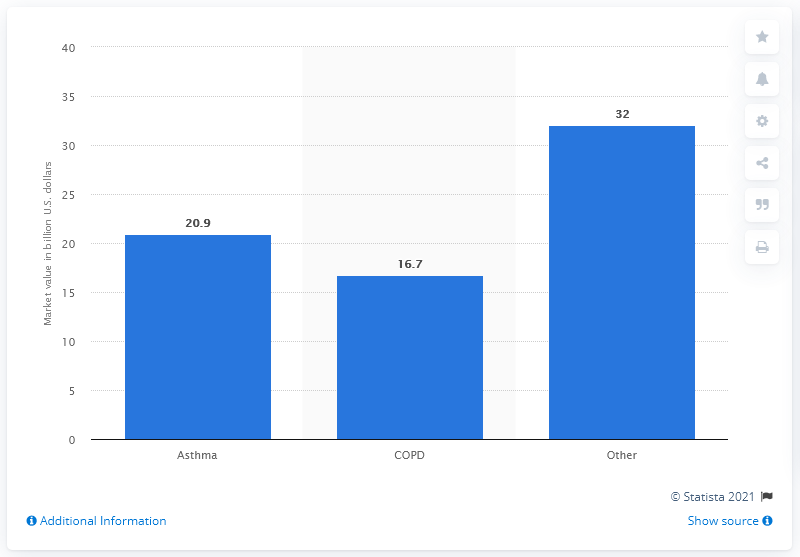 40
35
30
25
20
15
10
5
0
Market value in billion U.S. dollars
20.9
16.7
32
Asthma
COPD
Other
© Statista 2021
Additional Information
Show source